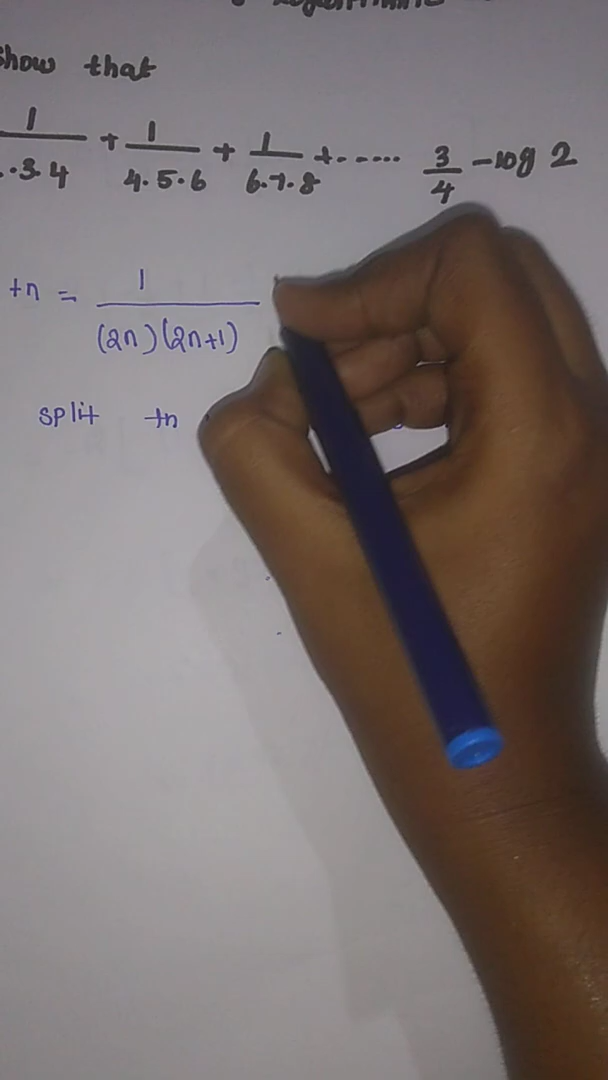 show that
1 + 1 + 1 +...... 3 - log 2
.3.4 4.5.6 6.7.8 4
tn = 1
(2n)(2n+1)
split tn